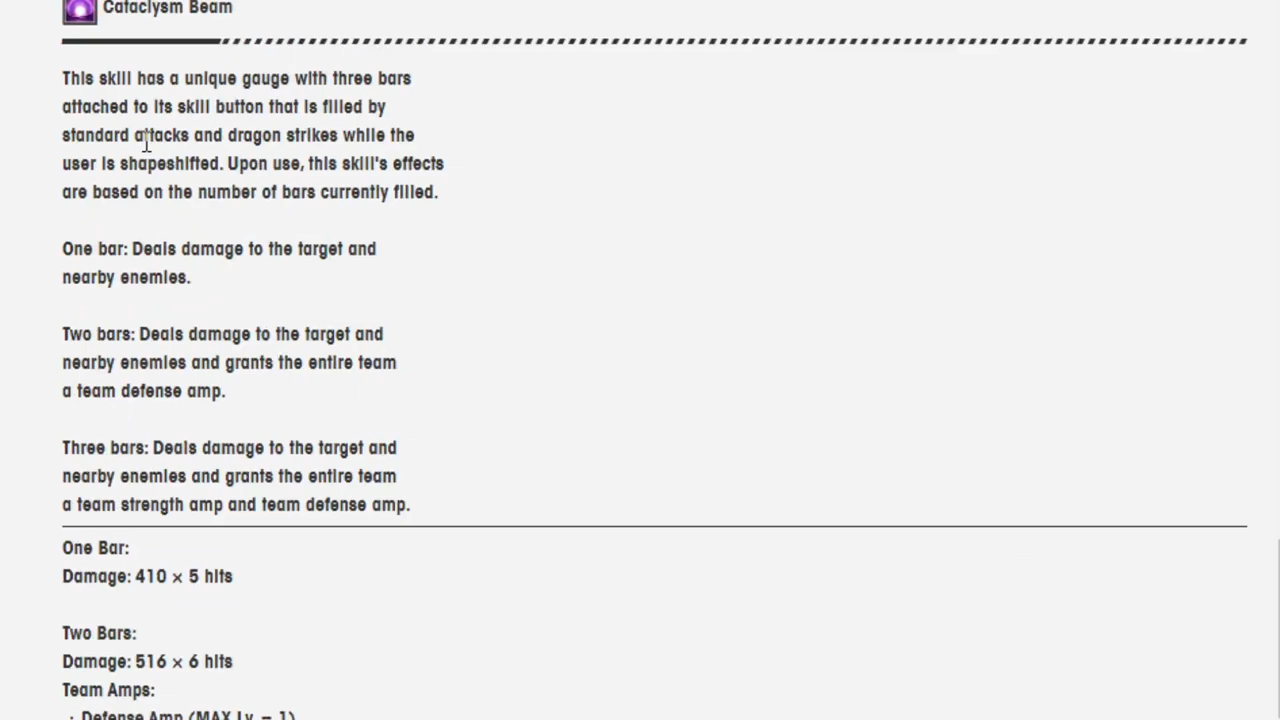 Cataclysm Beam
This skill has a unique gauge with three bars
attached to its skill button that is filled by
standard attacks and dragon strikes while the
user is shapeshifted. Upon use, this skill's effects
are based on the number of bars currently filled.
One bar: Deals damage to the target and
nearby enemies.
Two bars: Deals damage to the target and
nearby enemies and grants the entire team
a team defense amp.
Three bars: Deals damage to the target and
nearby enemies and grants the entire team
a team strength amp and team defense amp.
One Bar:
Damage: 410 × 5 hits
Two Bars:
Damage: 516 × 6 hits
Team Amps:
· Defense Amp (MAX Lv. – 1)